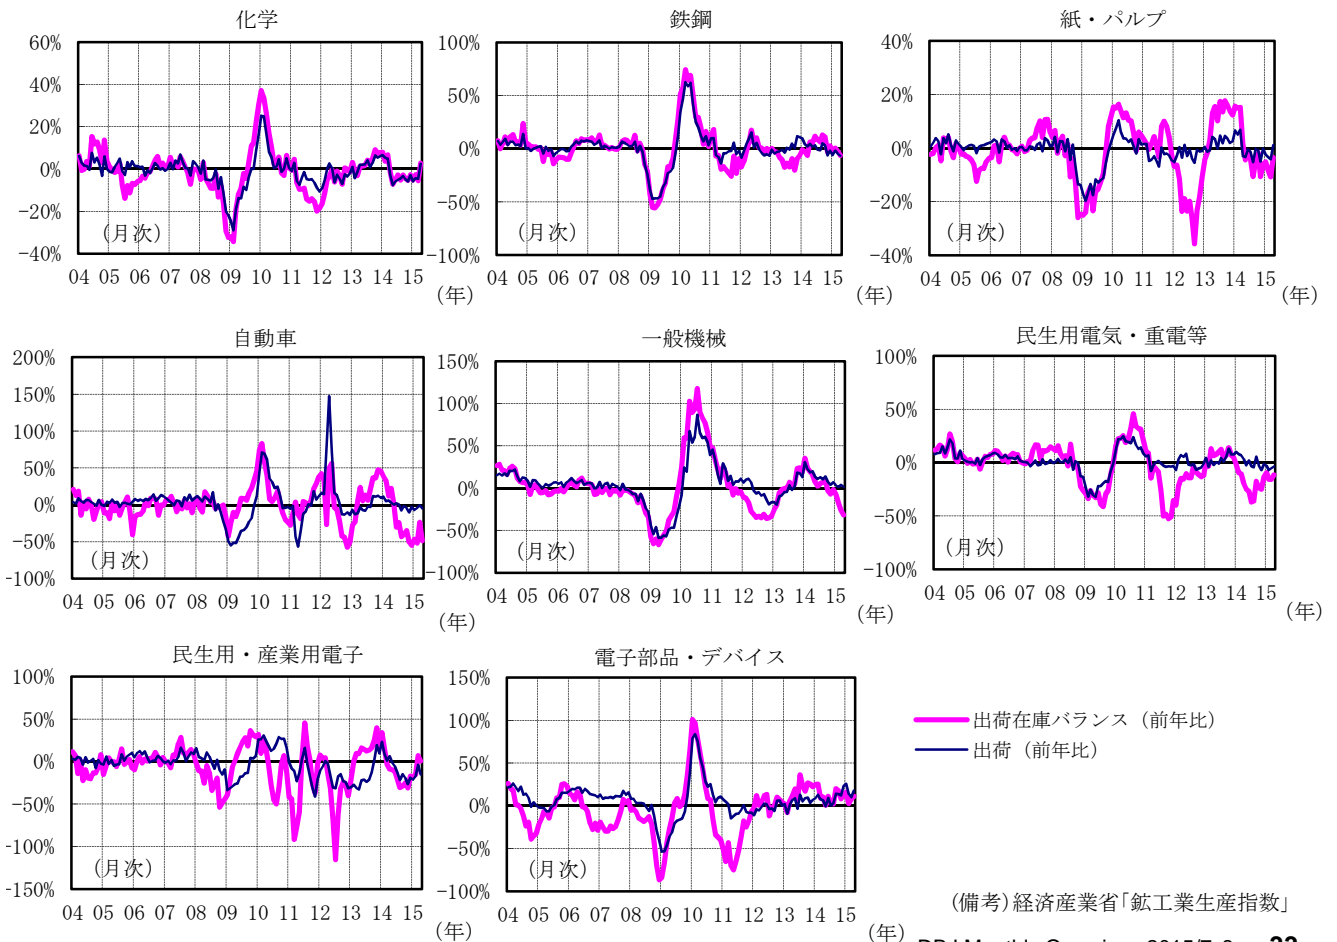 化学
60%
40%
20%
0%
-20%
-40%
(月次)
04 05 06 07 08 09 10 11 12 13 14 15
(年)
鉄鋼
100%
50%
0%
-50%
-100%
(月次)
04 05 06 07 08 09 10 11 12 13 14 15
(年)
紙・パルプ
40%
20%
0%
-20%
-40%
(月次)
04 05 06 07 08 09 10 11 12 13 14 15
(年)
自動車
200%
150%
100%
50%
0%
-50%
-100%
(月次)
04 05 06 07 08 09 10 11 12 13 14 15
(年)
一般機械
150%
100%
50%
0%
-50%
-100%
(月次)
04 05 06 07 08 09 10 11 12 13 14 15
(年)
民生用電気・重電等
100%
50%
0%
-50%
-100%
(月次)
04 05 06 07 08 09 10 11 12 13 14 15
(年)
民生用・産業用電子
100%
50%
0%
-50%
-100%
-150%
(月次)
04 05 06 07 08 09 10 11 12 13 14 15
(年)
電子部品・デバイス
150%
100%
50%
0%
-50%
-100%
(月次)
04 05 06 07 08 09 10 11 12 13 14 15
(年)
出荷在庫バランス (前年比)
出荷 (前年比)
(備考)経済産業省「鉱工業生産指数」